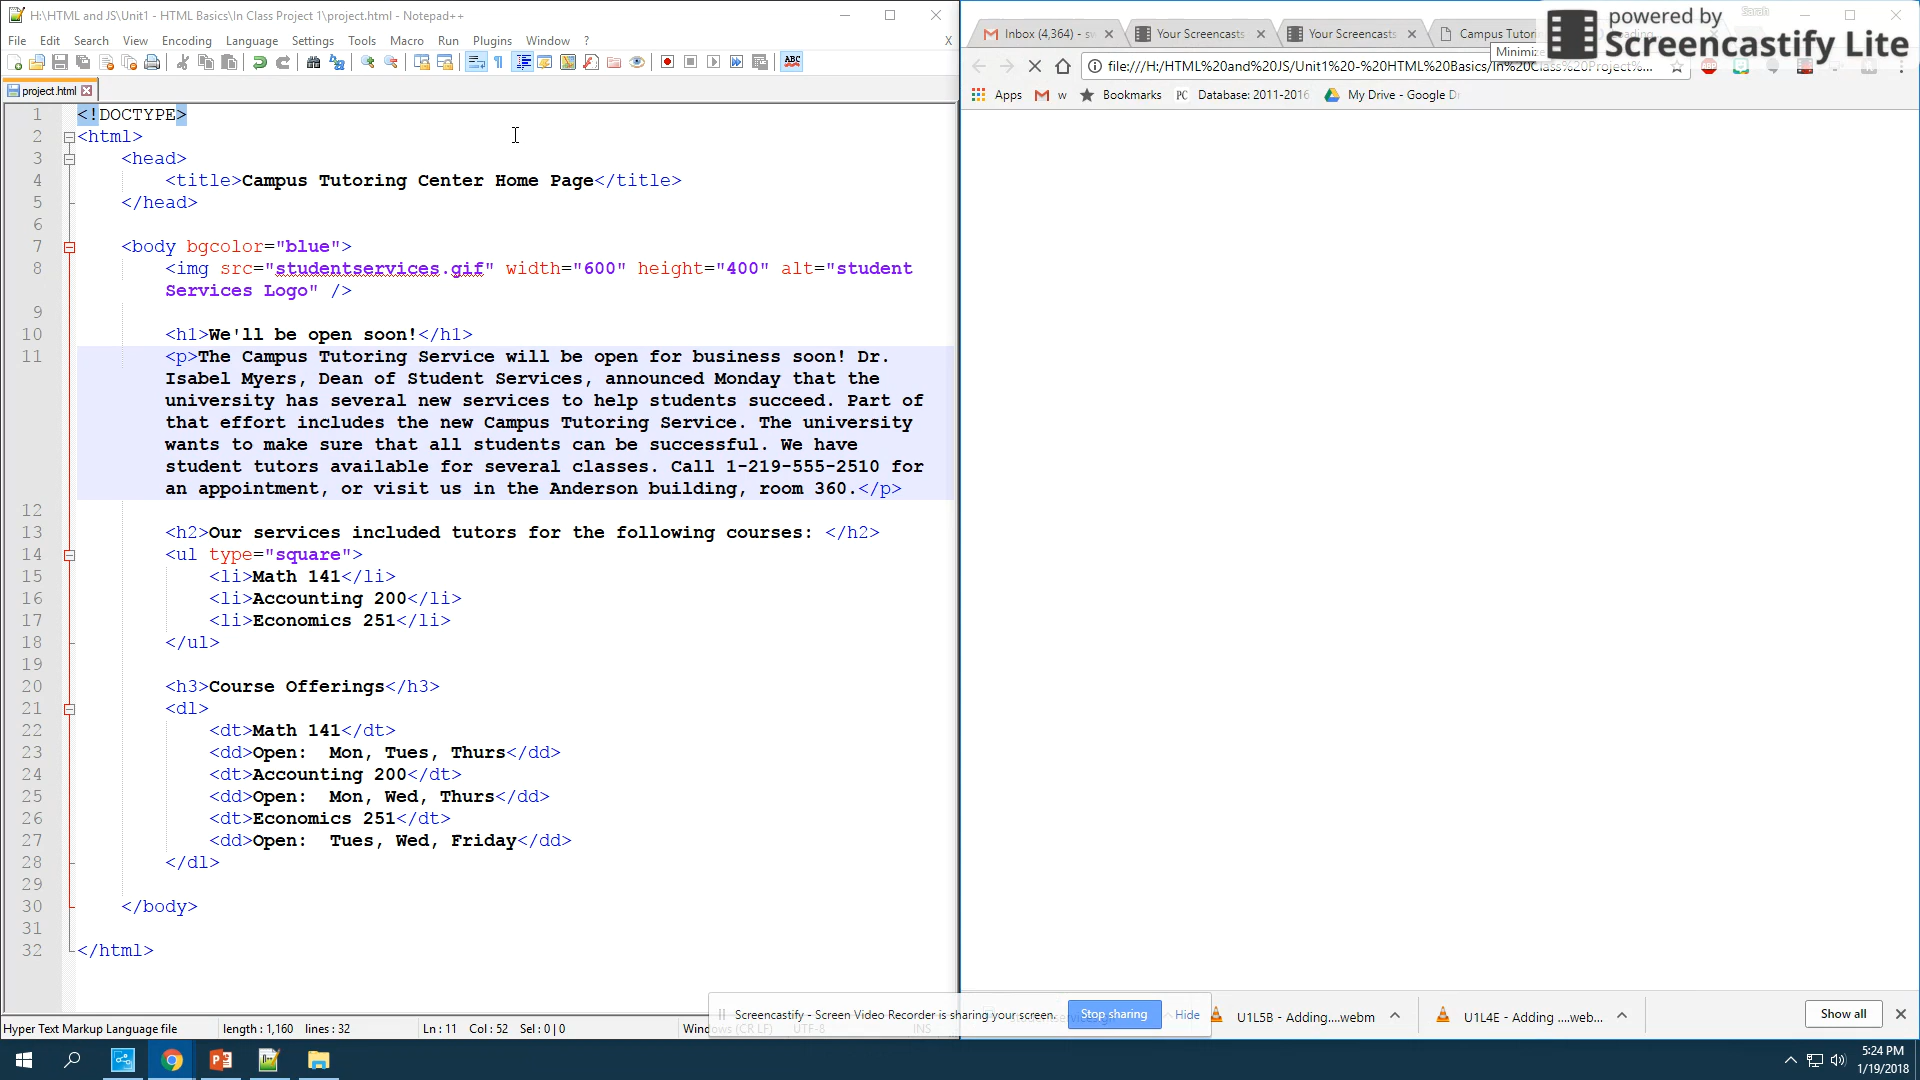 H:\HTML and JS\Unit1 - HTML Basics\In Class Project 1\project.html - Notepad++
File Edit Search View Encoding Language Settings Tools Macro Run Plugins Window ? X
project.html
1 <!DOCTYPE>
2 <html>
3 <head>
4 <title>Campus Tutoring Center Home Page</title>
5 </head>
6
7 <body bgcolor="blue">
8 <img src="studentservices.gif" width="600" height="400" alt="student
Services Logo" />
9
10 <h1>We'll be open soon!</h1>
11 <p>The Campus Tutoring Service will be open for business soon! Dr.
Isabel Myers, Dean of Student Services, announced Monday that the
university has several new services to help students succeed. Part of
that effort includes the new Campus Tutoring Service. The university
wants to make sure that all students can be successful. We have
student tutors available for several classes. Call 1-219-555-2510 for
an appointment, or visit us in the Anderson building, room 360.</p>
12
13 <h2>Our services included tutors for the following courses: </h2>
14 <ul type="square">
15 <li>Math 141</li>
16 <li>Accounting 200</li>
17 <li>Economics 251</li>
18 </ul>
19
20 <h3>Course Offerings</h3>
21 <dl>
22 <dt>Math 141</dt>
23 <dd>Open:  Mon, Tues, Thurs</dd>
24 <dt>Accounting 200</dt>
25 <dd>Open:  Mon, Wed, Thurs</dd>
26 <dt>Economics 251</dt>
27 <dd>Open:  Tues, Wed, Friday</dd>
28 </dl>
29
30 </body>
31
32 </html>
Hyper Text Markup Language file length : 1,160 lines : 32 Ln : 11 Col : 52 Sel : 0 | 0 Windows (CR LF) UTF-8 INS
Inbox (4,364) - s Your Screencasts Your Screencasts Campus Tutori
Sarah
powered by
Screencastify Lite
Minimize
file:///H:/HTML%20and%20JS/Unit1%20-%20HTML%20Basics/In%20Class%20Project%...
Apps w Bookmarks PC Database: 2011-2016 My Drive - Google Dr
Screencastify - Screen Video Recorder is sharing your screen. Stop sharing Hide
U1L5B - Adding....webm U1L4E - Adding ....web... Show all
5:24 PM
1/19/2018